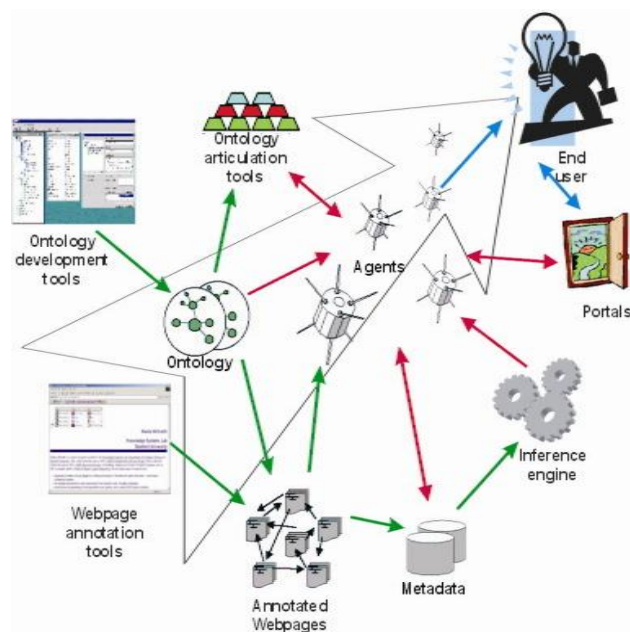 Ontology
articulation
tools
End
user
Ontology
development
tools
Agents
Portals
Ontology
Inference
engine
Webpage
annotation
tools
Metadata
Annotated
Webpages